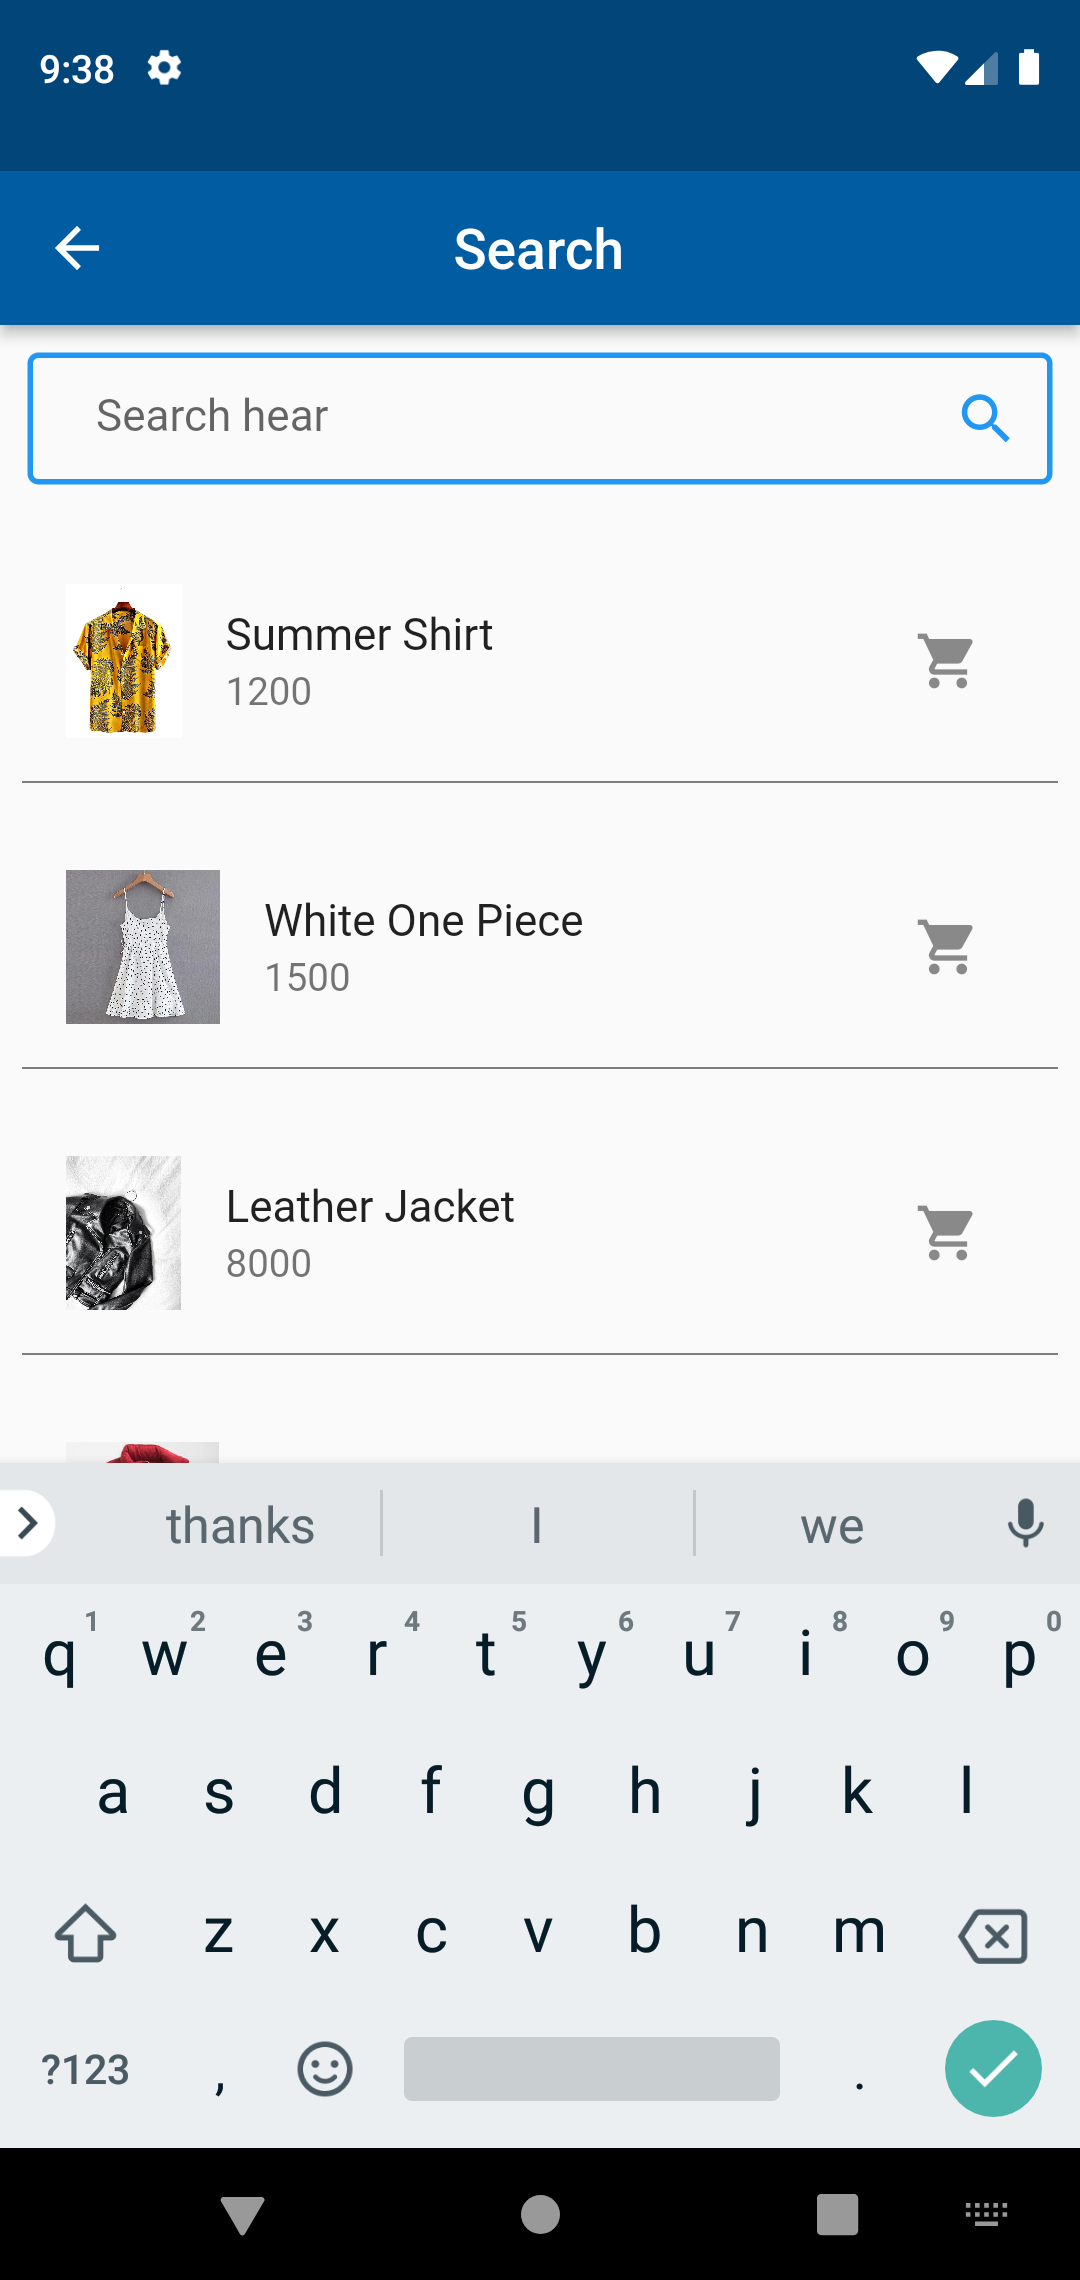 9:38
Search
Search hear
Summer Shirt
1200
White One Piece
1500
Leather Jacket
8000
thanks I we
q1 w2 e3 r4 t5 y6 u7 i8 o9 p0
a s d f g h j k l
z x c v b n m
?123 , .